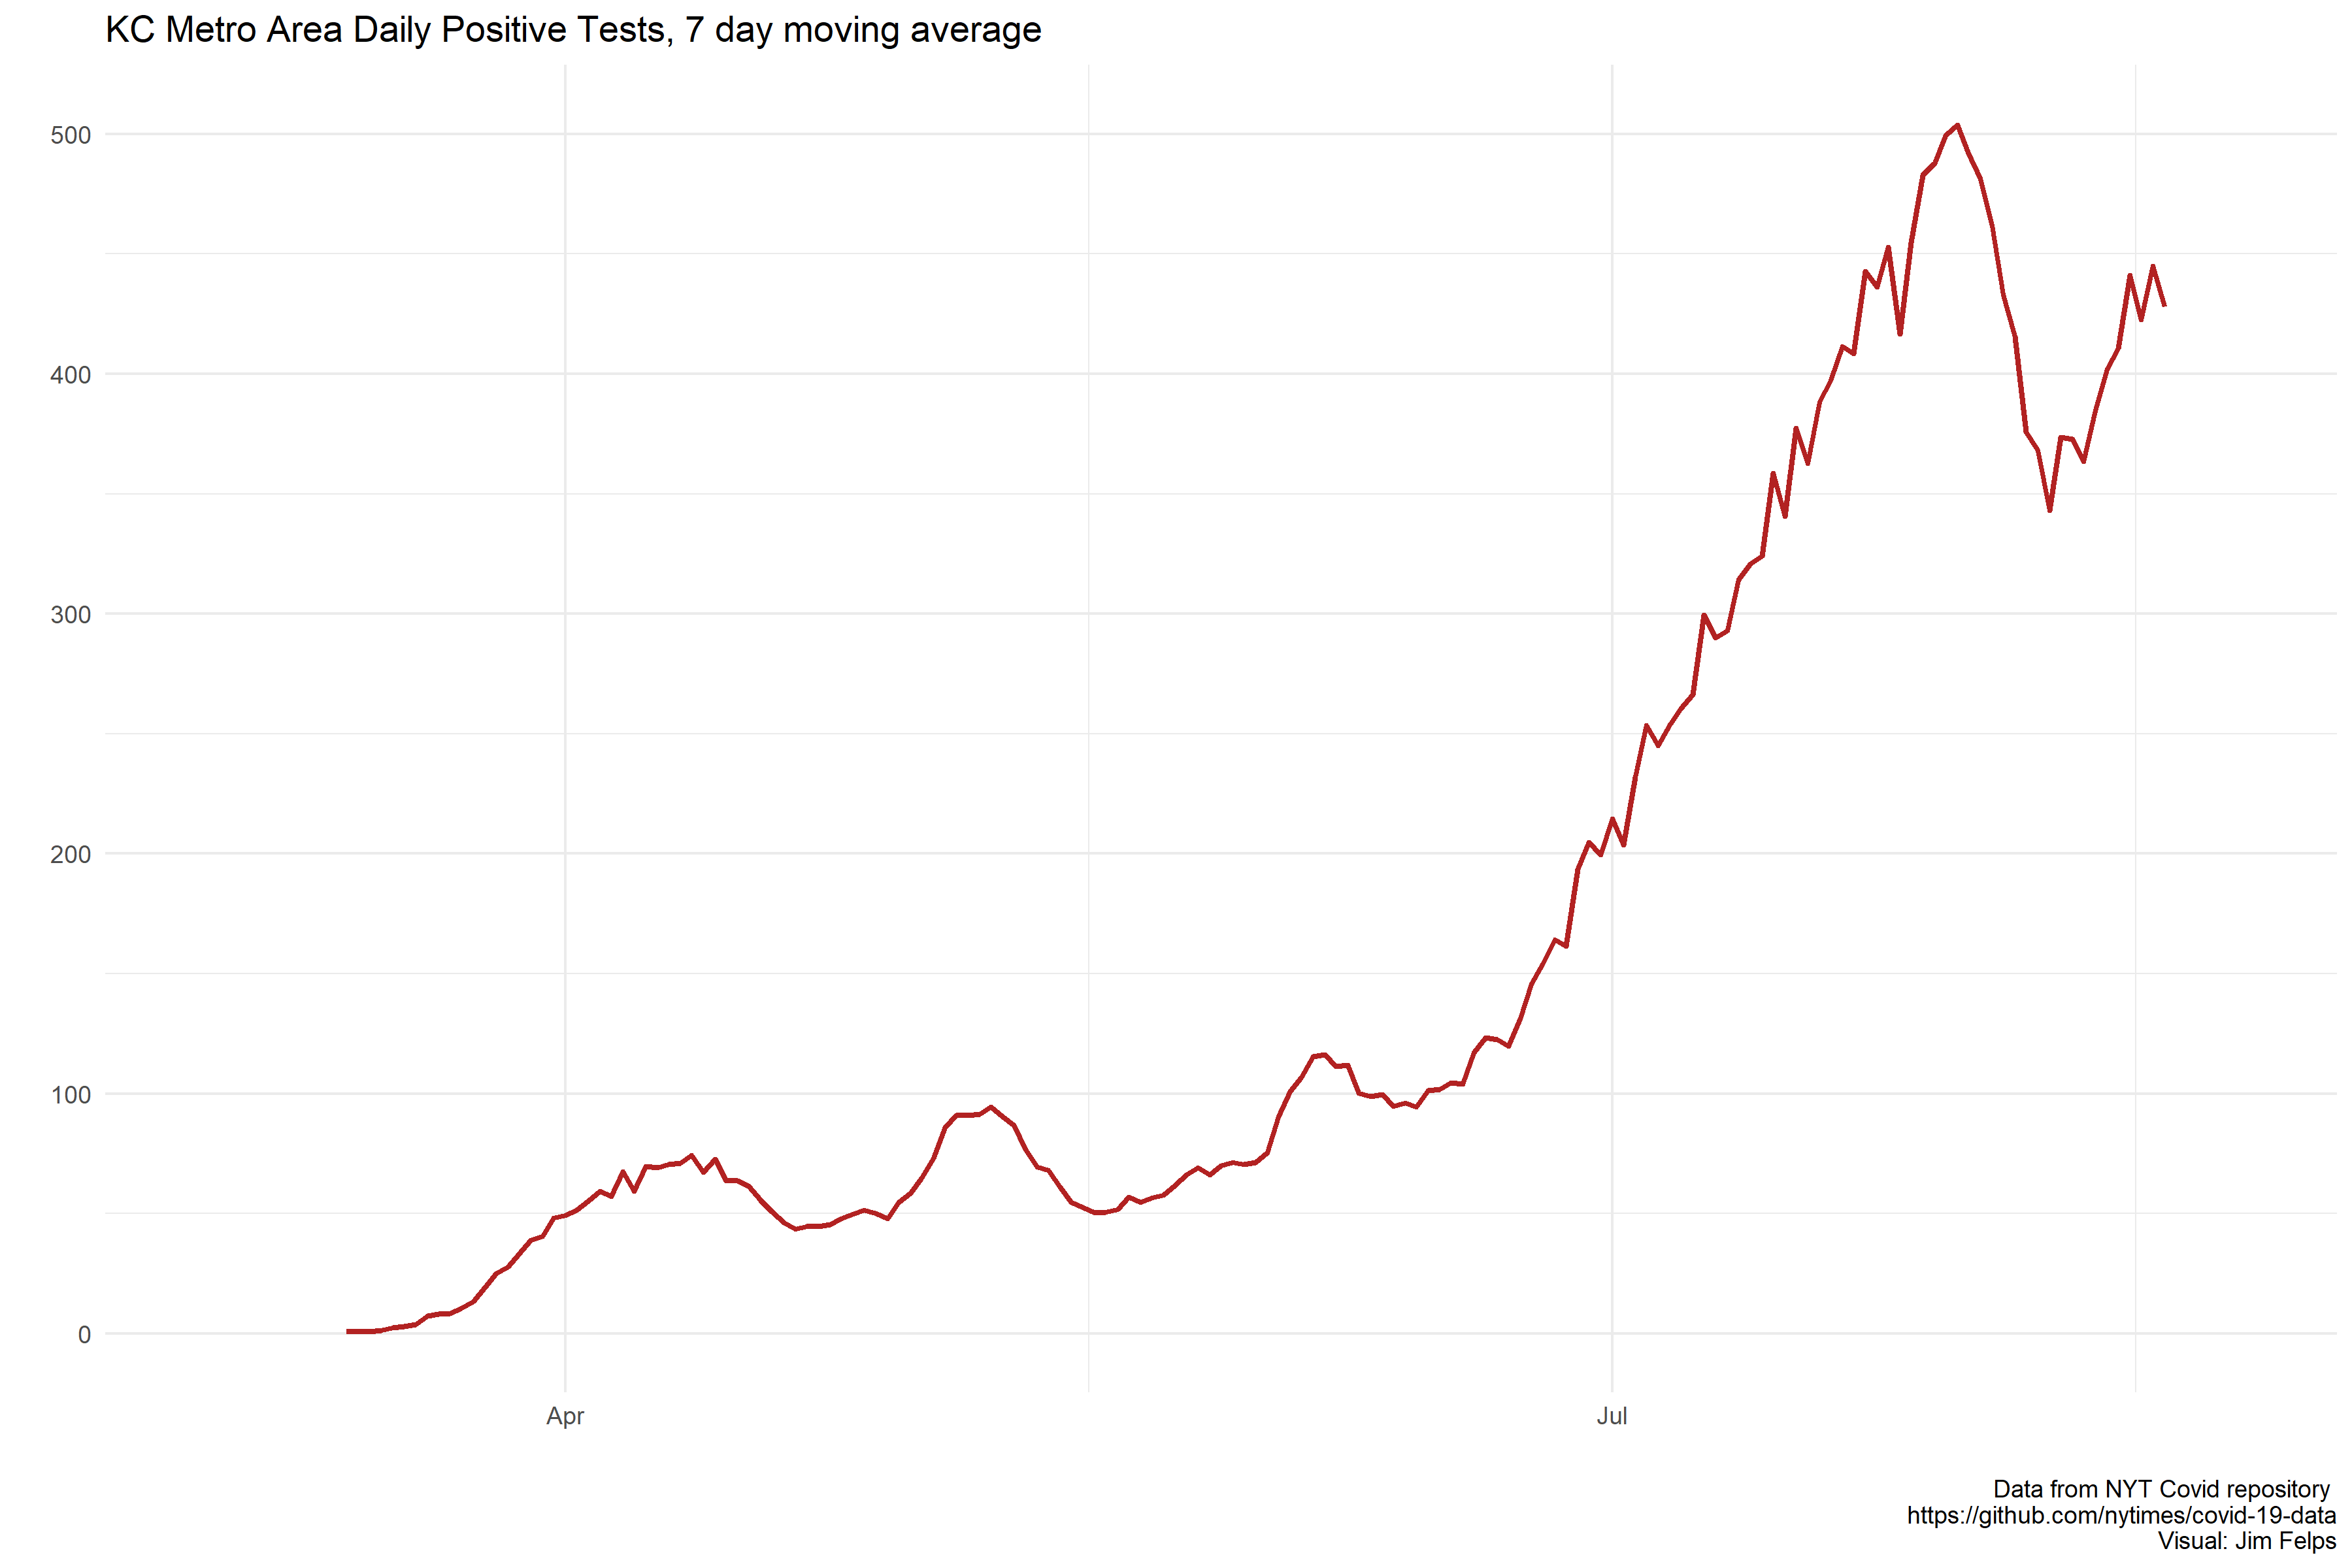 KC Metro Area Daily Positive Tests, 7 day moving average
500
400
300
200
100
0
Apr
Jul
Data from NYT Covid repository
https://github.com/nytimes/covid-19-data
Visual: Jim Felps